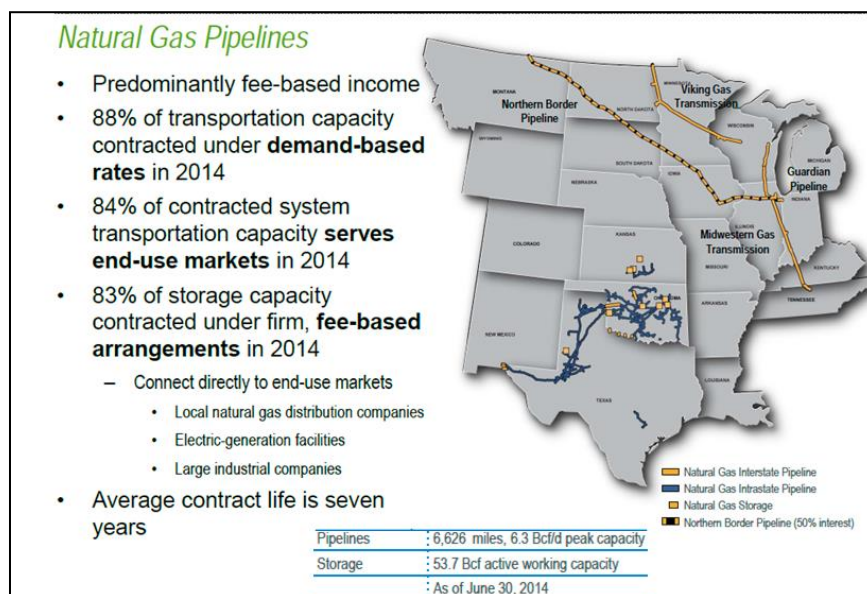 Natural Gas Pipelines
• Predominantly fee-based income
• 88% of transportation capacity
contracted under demand-based
rates in 2014
• 84% of contracted system
transportation capacity serves
end-use markets in 2014
• 83% of storage capacity
contracted under firm, fee-based
arrangements in 2014
– Connect directly to end-use markets
• Local natural gas distribution companies
• Electric-generation facilities
• Large industrial companies
• Average contract life is seven
years
MONTANA
NORTH DAKOTA
MINNESOTA
Viking Gas
Transmission
Northern Border
Pipeline
WISCONSIN
MICHIGAN
WYOMING
SOUTH DAKOTA
IOWA
Guardian
Pipeline
NEBRASKA
ILLINOIS
INDIANA
Midwestern Gas
Transmission
COLORADO
KANSAS
MISSOURI
KENTUCKY
TENNESSEE
NEW MEXICO
OKLAHOMA
ARKANSAS
TEXAS
LOUISIANA
Natural Gas Interstate Pipeline
Natural Gas Intrastate Pipeline
Natural Gas Storage
Northern Border Pipeline (50% interest)
Pipelines 6,626 miles, 6.3 Bcf/d peak capacity
Storage 53.7 Bcf active working capacity
As of June 30, 2014